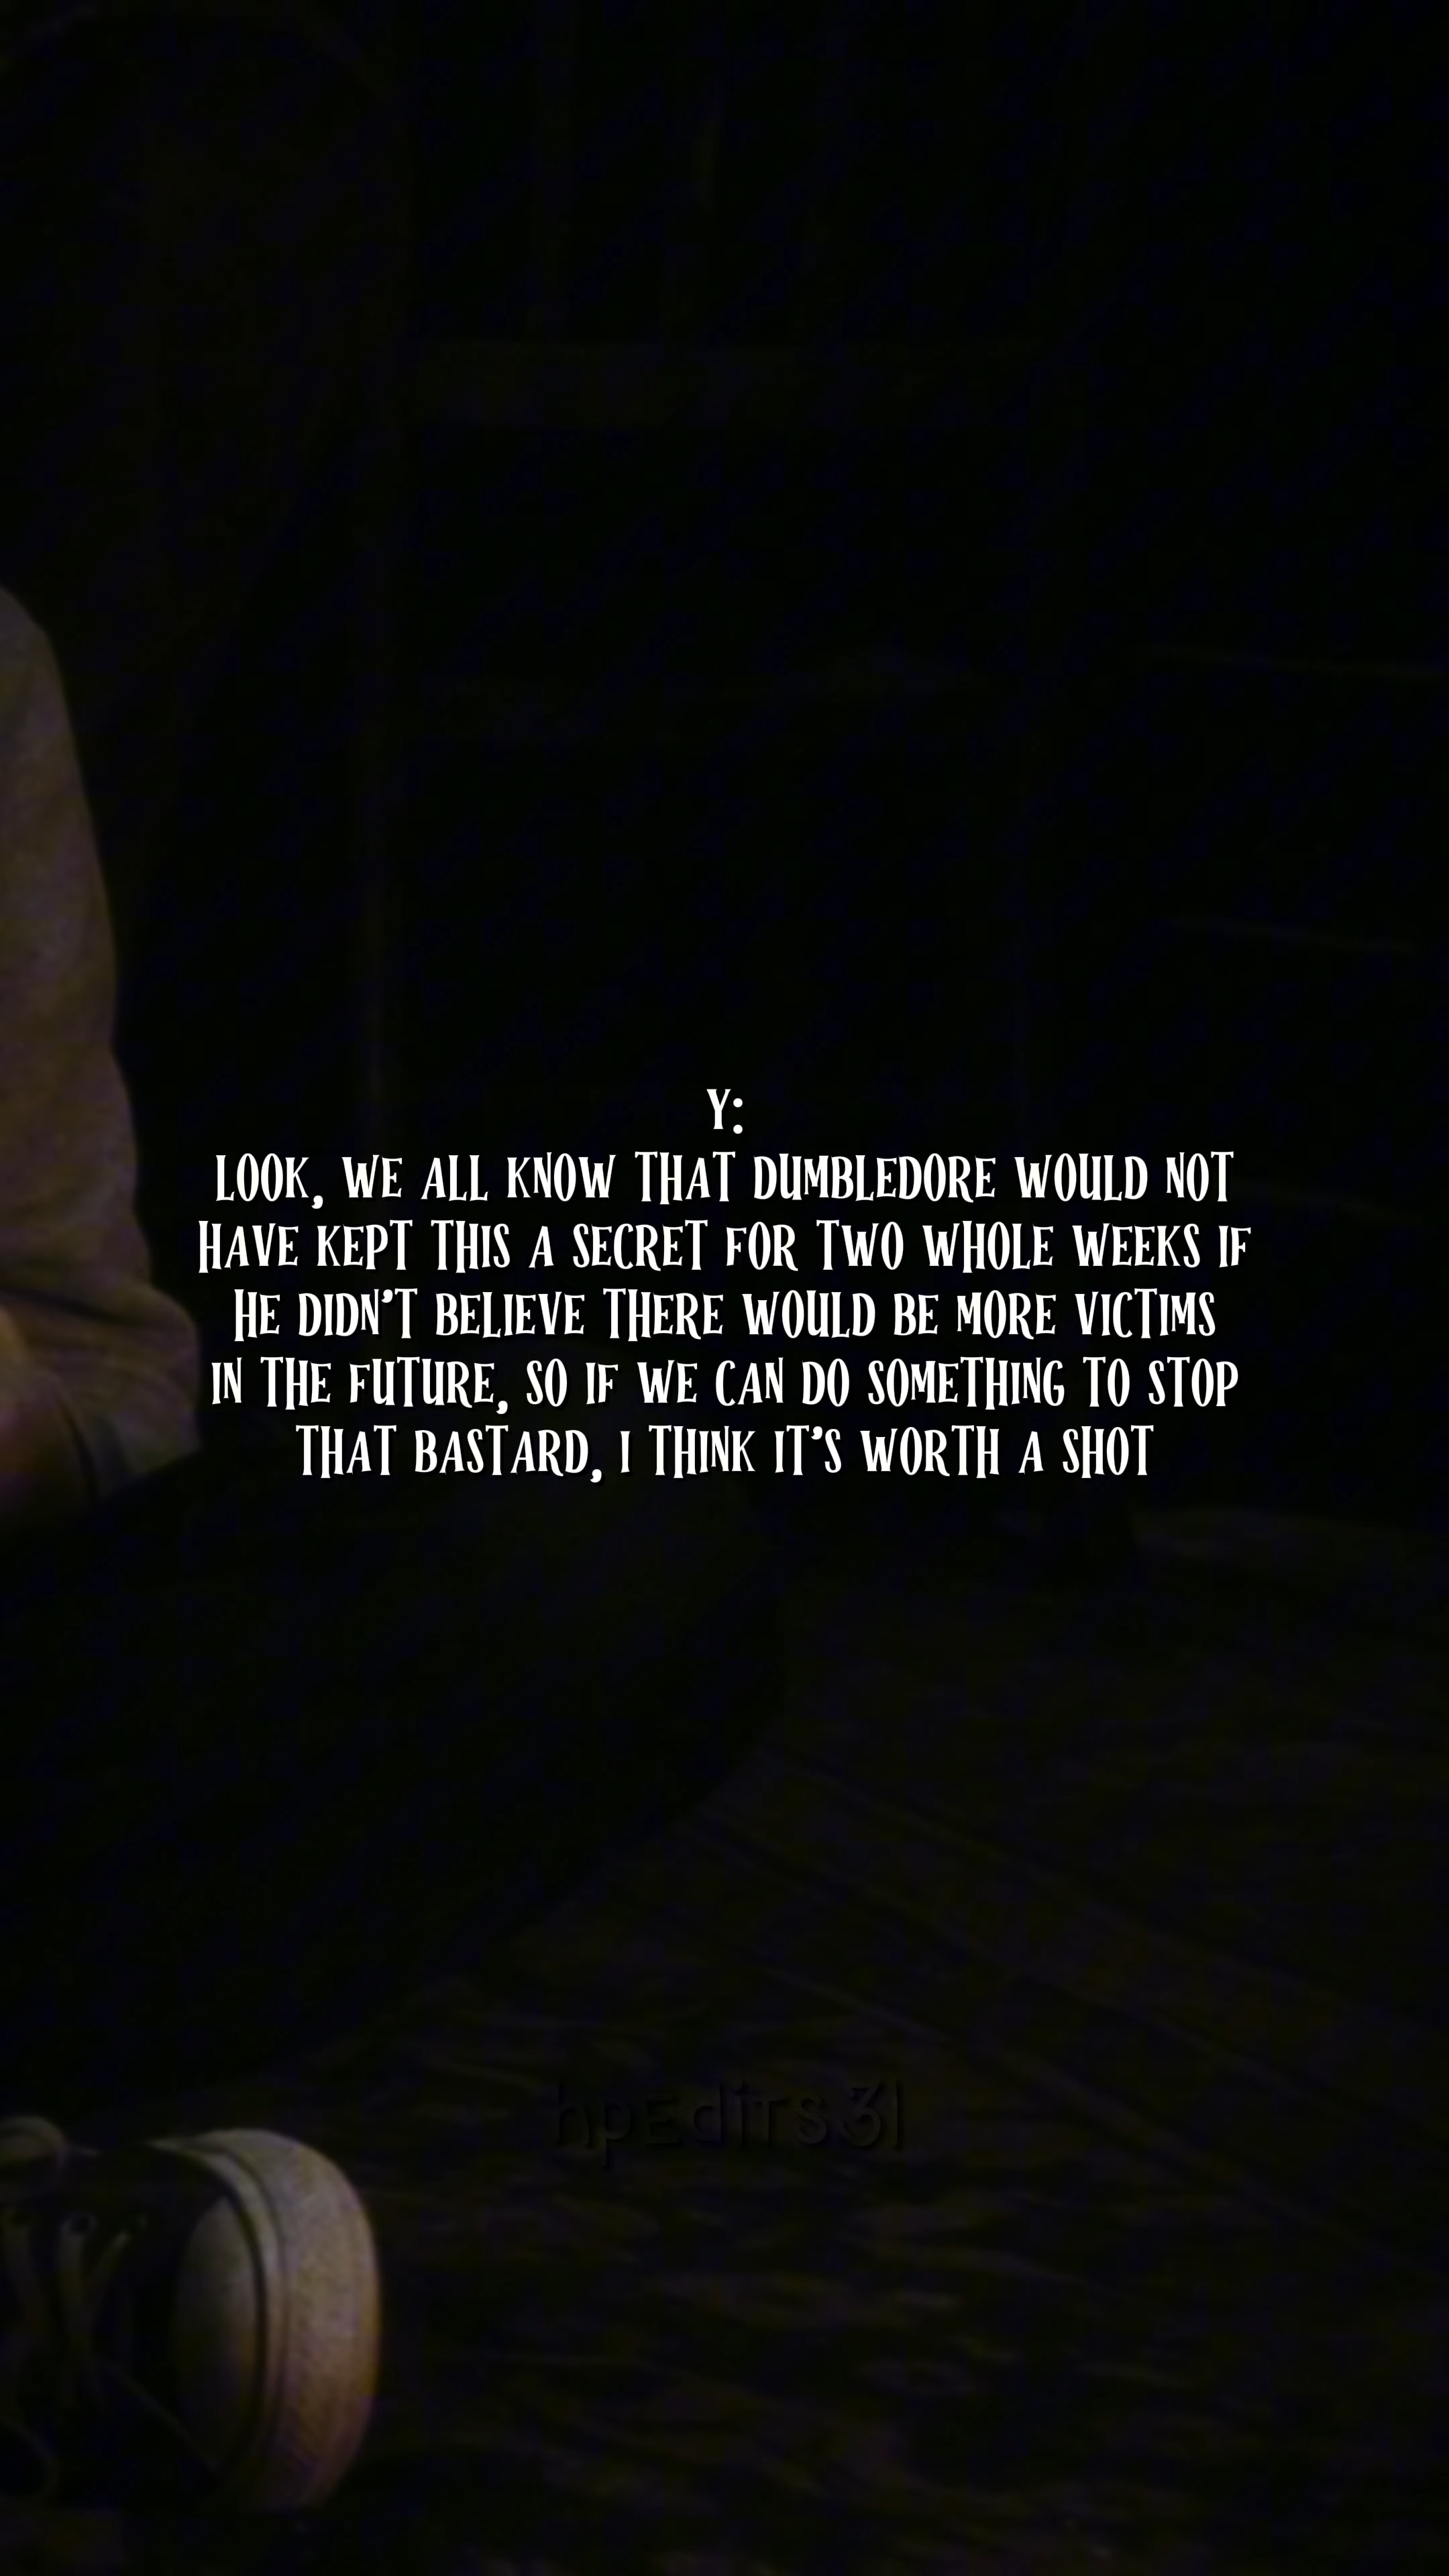 Y:
LOOK, WE ALL KNOW THAT DUMBLEDORE WOULD NOT
HAVE KEPT THIS A SECRET FOR TWO WHOLE WEEKS IF
HE DIDN'T BELIEVE THERE WOULD BE MORE VICTIMS
IN THE FUTURE, SO IF WE CAN DO SOMETHING TO STOP
THAT BASTARD, I THINK IT'S WORTH A SHOT
hpEdiTs31